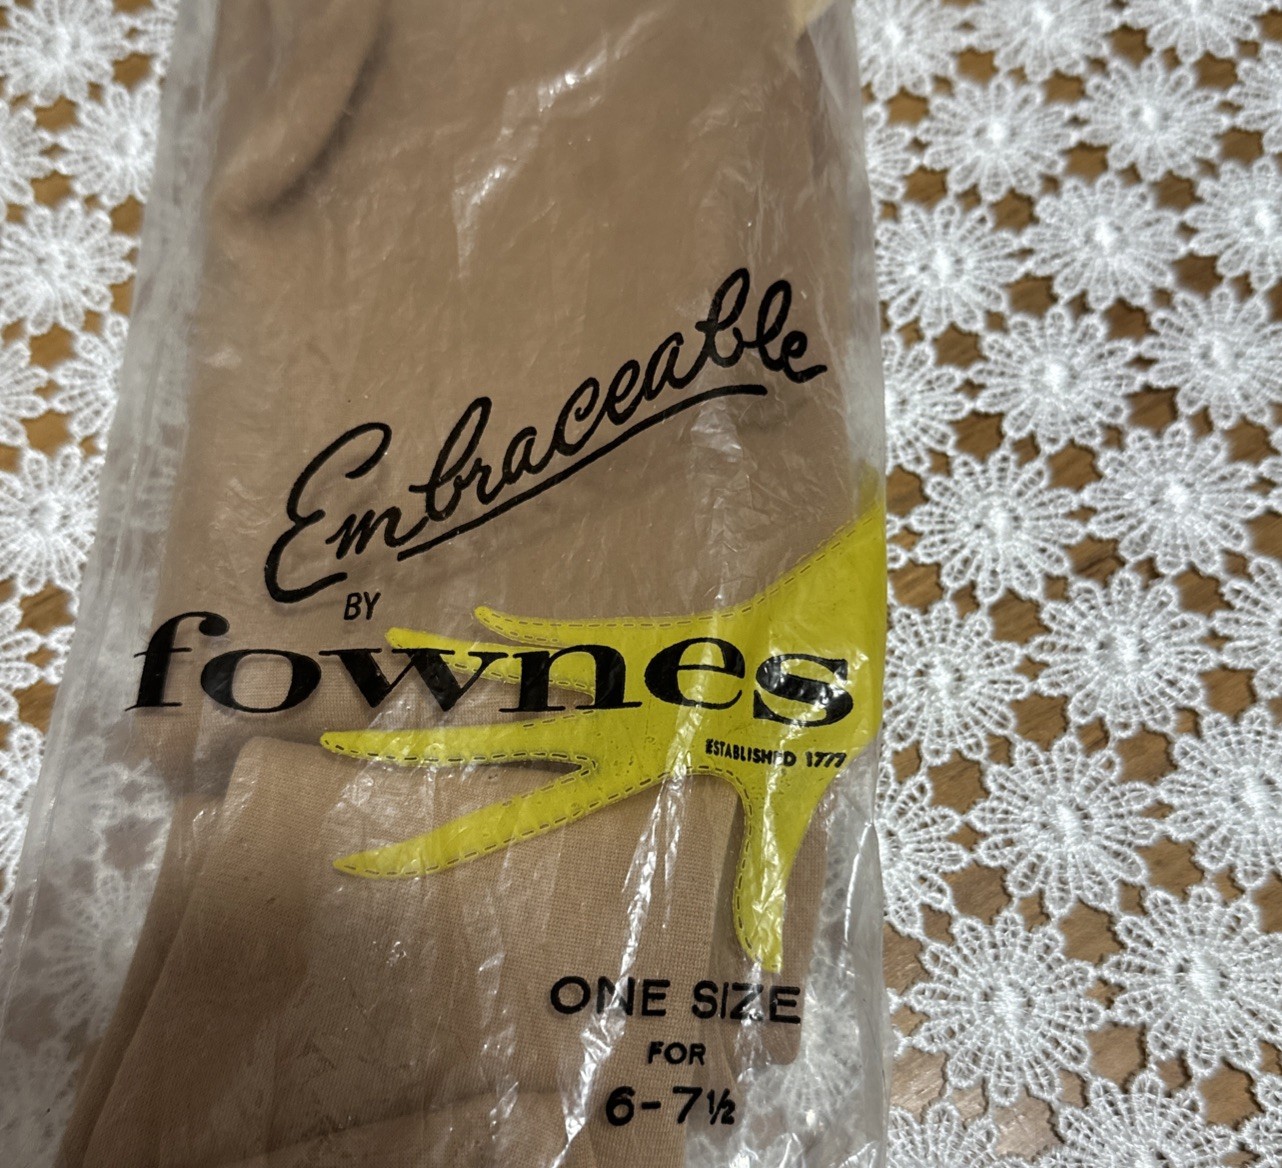 Embraceable
BY
fownes
ESTABLISHED 1777
ONE SIZE
FOR
6-7½